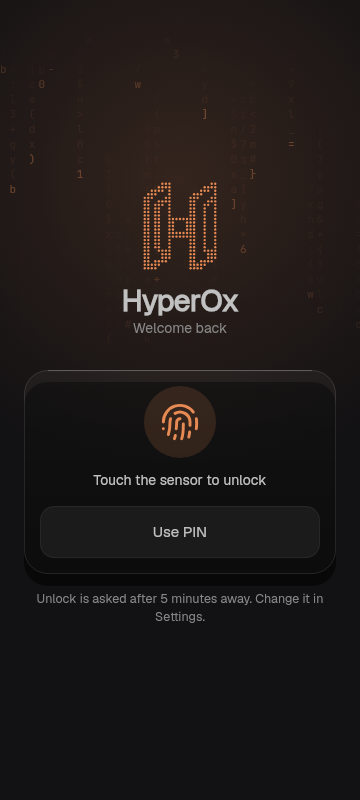 HyperOx
Welcome back
Touch the sensor to unlock
Use PIN
Unlock is asked after 5 minutes away. Change it in
Settings.